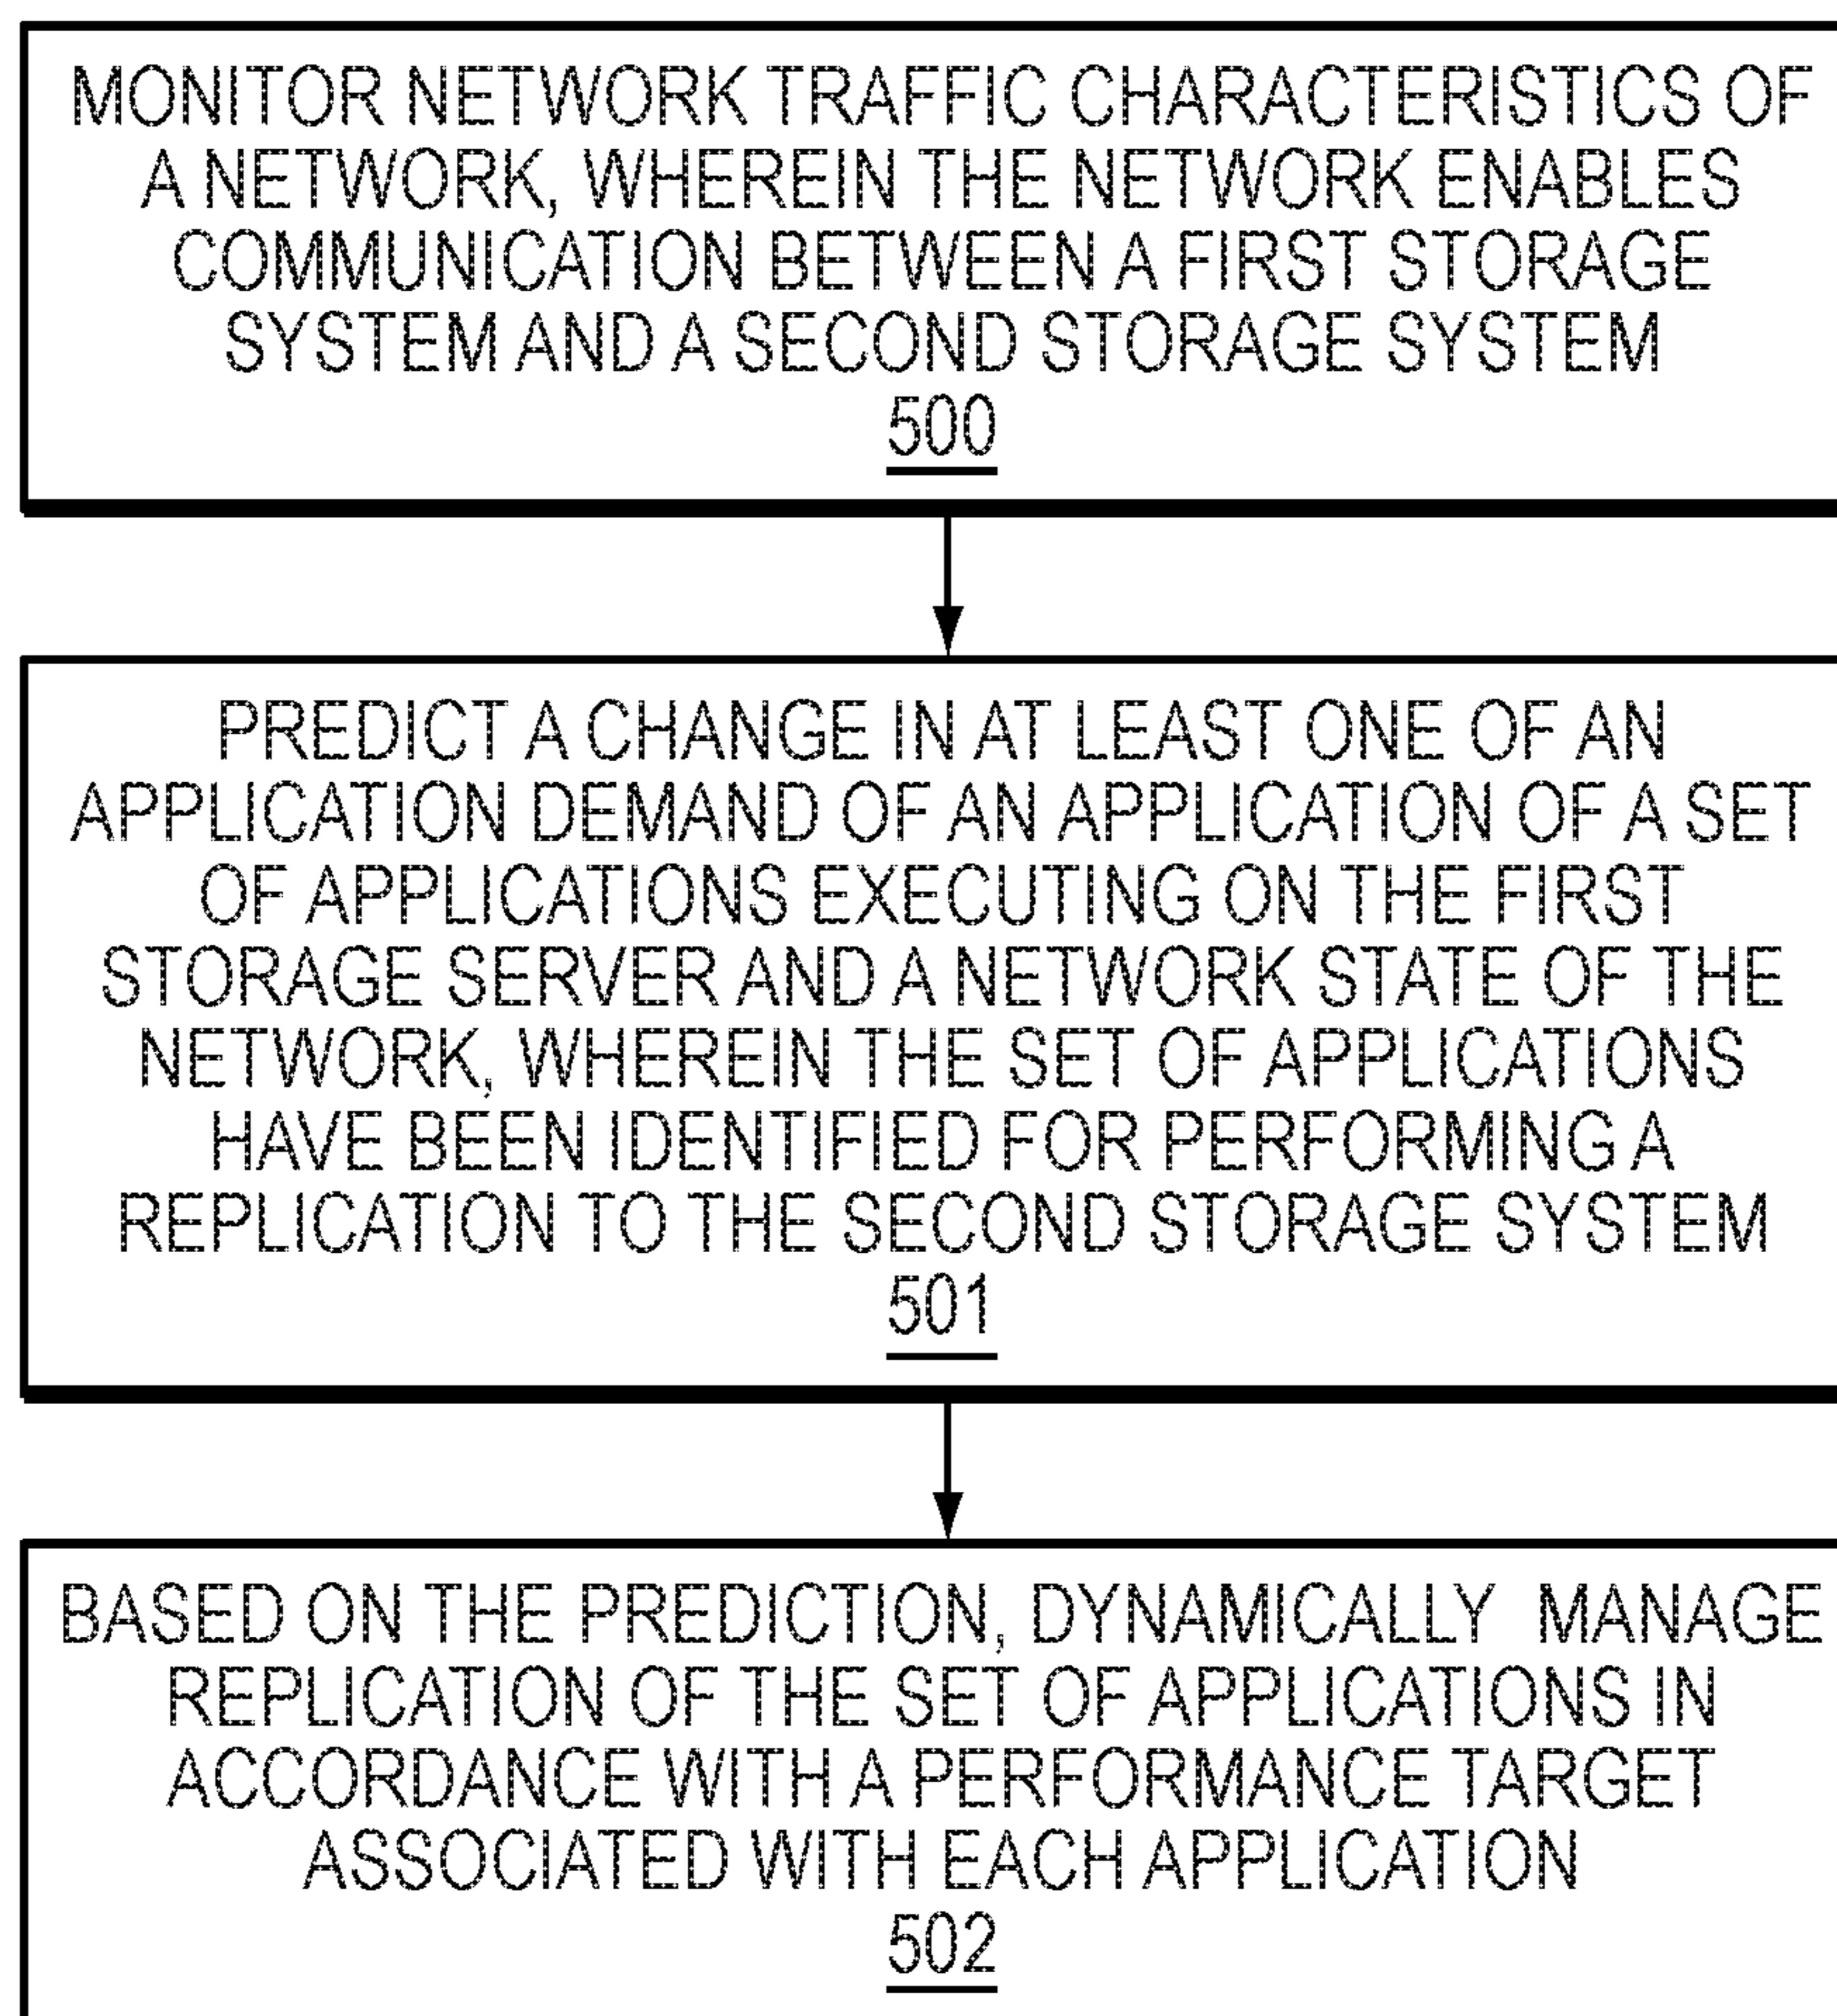 MONITOR NETWORK TRAFFIC CHARACTERISTICS OF
A NETWORK, WHEREIN THE NETWORK ENABLES
COMMUNICATION BETWEEN A FIRST STORAGE
SYSTEM AND A SECOND STORAGE SYSTEM
500
PREDICT A CHANGE IN AT LEAST ONE OF AN
APPLICATION DEMAND OF AN APPLICATION OF A SET
OF APPLICATIONS EXECUTING ON THE FIRST
STORAGE SERVER AND A NETWORK STATE OF THE
NETWORK, WHEREIN THE SET OF APPLICATIONS
HAVE BEEN IDENTIFIED FOR PERFORMING A
REPLICATION TO THE SECOND STORAGE SYSTEM
501
BASED ON THE PREDICTION, DYNAMICALLY MANAGE
REPLICATION OF THE SET OF APPLICATIONS IN
ACCORDANCE WITH A PERFORMANCE TARGET
ASSOCIATED WITH EACH APPLICATION
502